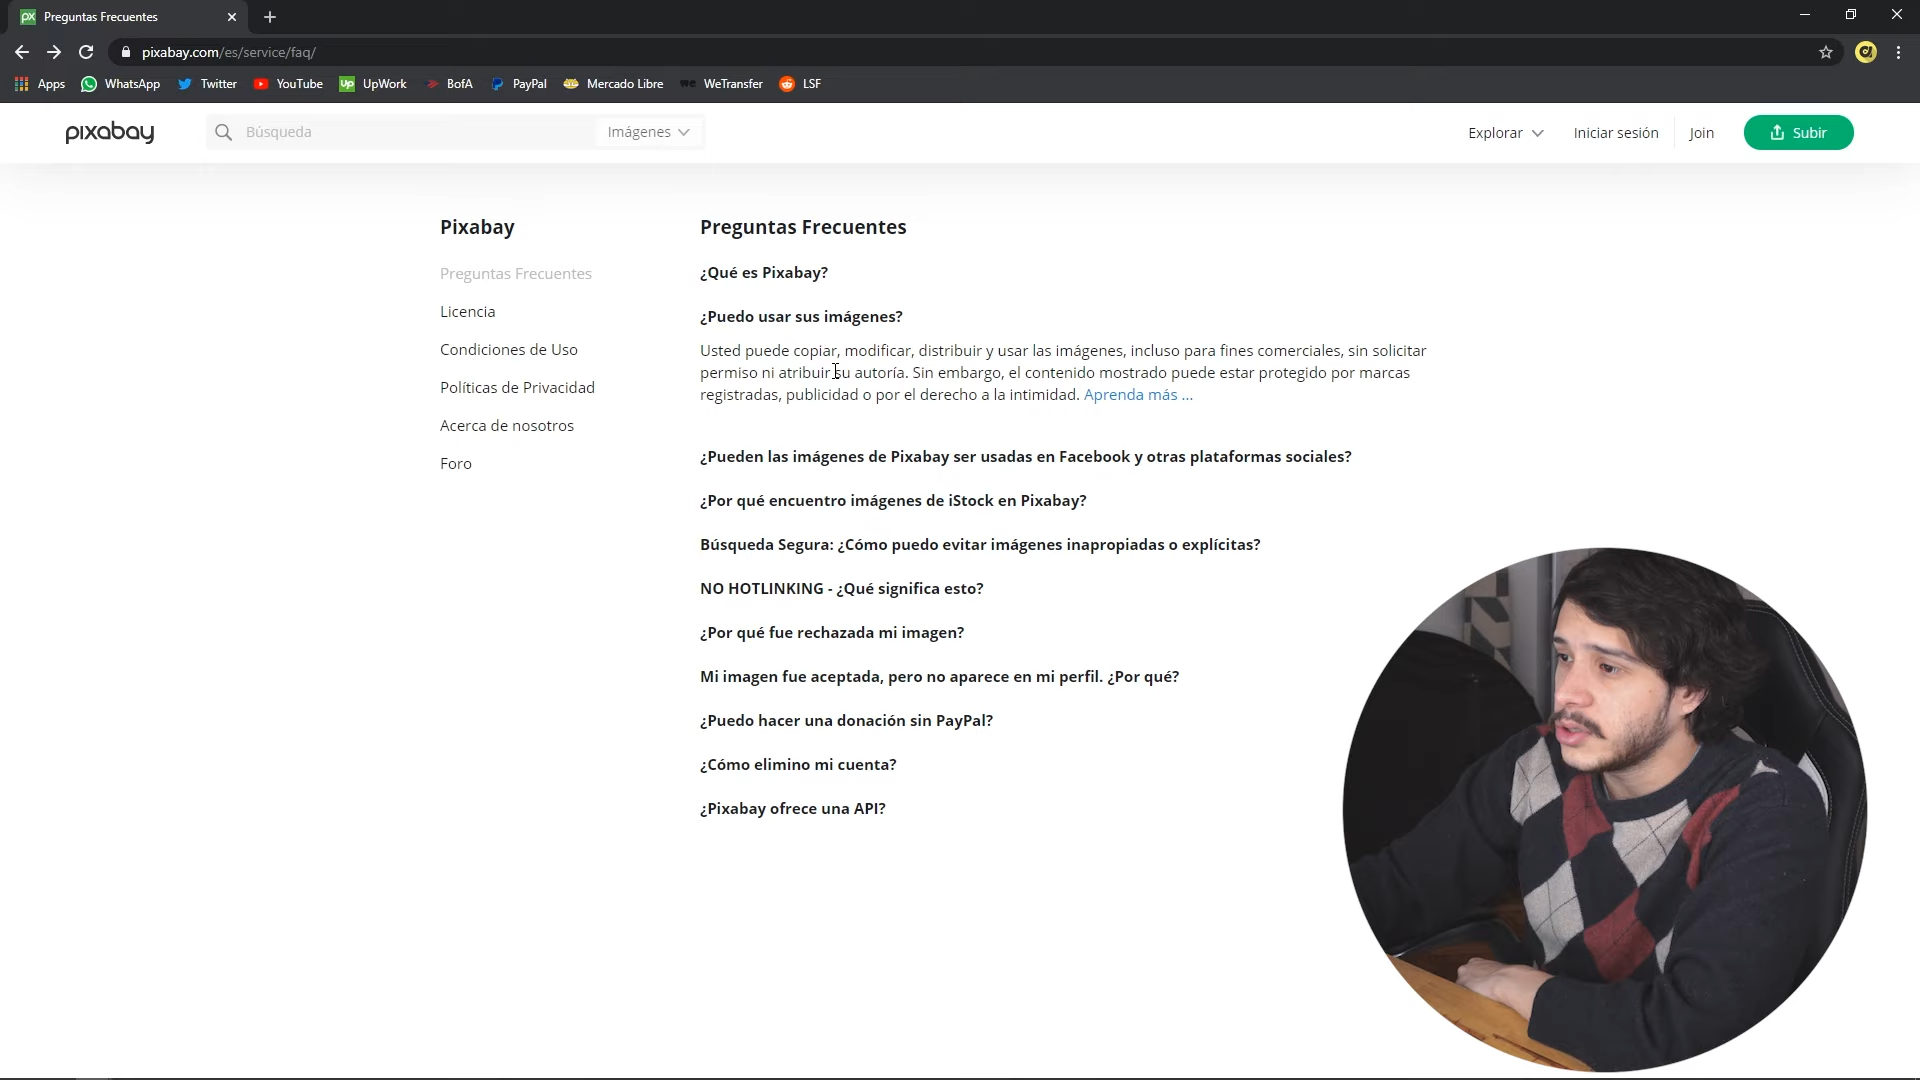 px Preguntas Frecuentes
pixabay.com/es/service/faq/
Apps WhatsApp Twitter YouTube Up UpWork BofA PayPal Mercado Libre we WeTransfer LSF
pixabay Búsqueda Imágenes Explorar Iniciar sesión Join Subir
Pixabay
Preguntas Frecuentes
Licencia
Condiciones de Uso
Políticas de Privacidad
Acerca de nosotros
Foro
Preguntas Frecuentes
¿Qué es Pixabay?
¿Puedo usar sus imágenes?
Usted puede copiar, modificar, distribuir y usar las imágenes, incluso para fines comerciales, sin solicitar
permiso ni atribuir su autoría. Sin embargo, el contenido mostrado puede estar protegido por marcas
registradas, publicidad o por el derecho a la intimidad. Aprenda más ...
¿Pueden las imágenes de Pixabay ser usadas en Facebook y otras plataformas sociales?
¿Por qué encuentro imágenes de iStock en Pixabay?
Búsqueda Segura: ¿Cómo puedo evitar imágenes inapropiadas o explícitas?
NO HOTLINKING - ¿Qué significa esto?
¿Por qué fue rechazada mi imagen?
Mi imagen fue aceptada, pero no aparece en mi perfil. ¿Por qué?
¿Puedo hacer una donación sin PayPal?
¿Cómo elimino mi cuenta?
¿Pixabay ofrece una API?